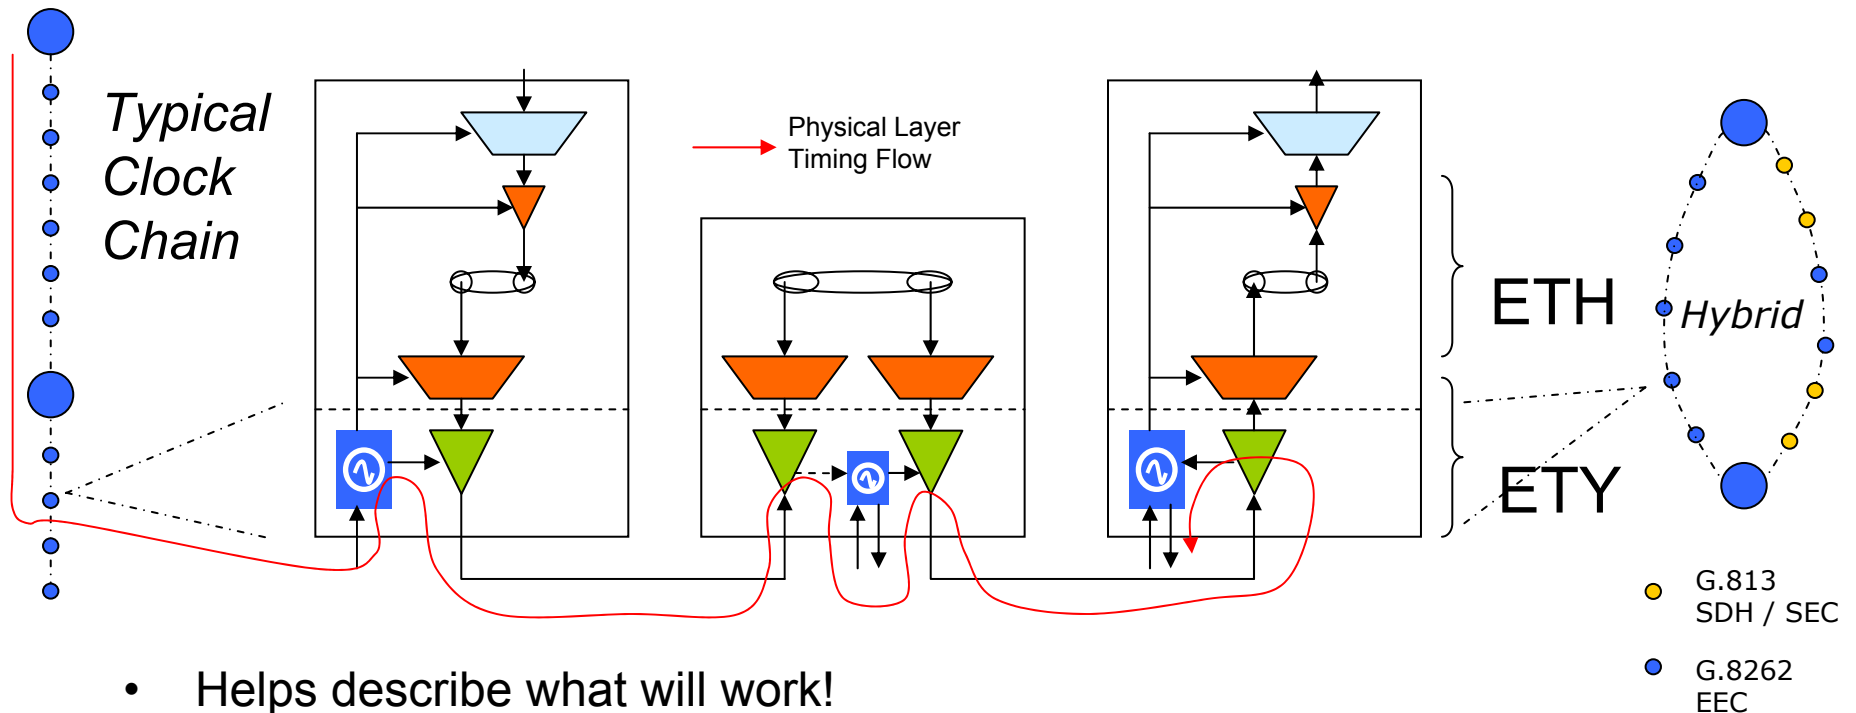 Typical
Clock
Chain
Physical Layer
Timing Flow
ETH
ETY
Hybrid
G.813
SDH / SEC
G.8262
EEC
• Helps describe what will work!